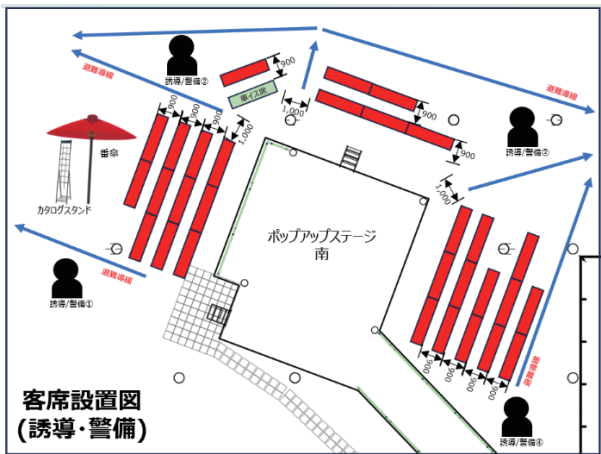 誘導/警備②
避難導線
900
車イス席
1,000
900
900
900
1,000
900
900
避難導線
誘導/警備②
番傘
カタログスタンド
1,000
ポップアップステージ
南
避難導線
誘導/警備①
900
900
900
900
避難導線
客席設置図
(誘導・警備)
誘導/警備④